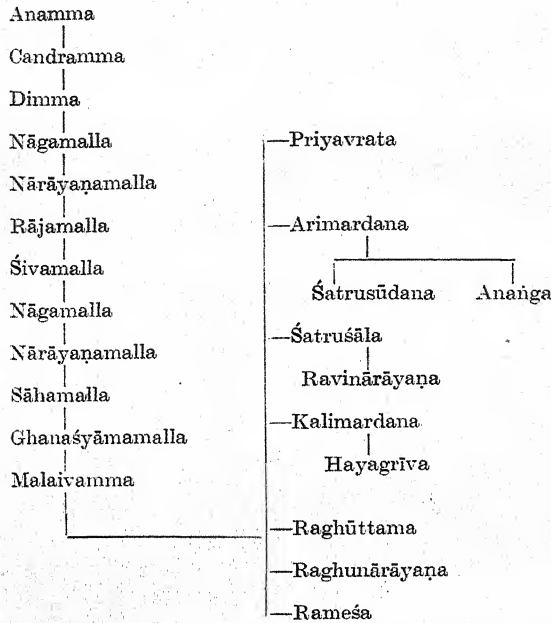 Anamma
Candramma
Dimma
Nāgamalla
Nārāyaṇamalla
Rājamalla
Śivamalla
Nāgamalla
Nārāyaṇamalla
Sāhamalla
Ghanaśyāmamalla
Malaivamma
Priyavrata
Arimardana
Śatrusūdana Anaṅga
Śatruśāla
Ravinārāyaṇa
Kalimardana
Hayagrīva
Raghūttama
Raghunārāyaṇa
Rameśa